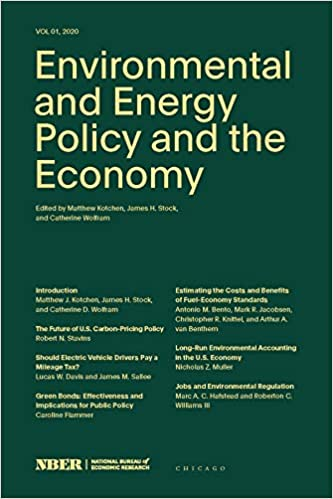 VOL 01, 2020
Environmental
and Energy
Policy and the
Economy
Edited by Matthew Kotchen, James H. Stock,
and Catherine Wolfram
Introduction
Matthew J. Kotchen, James H. Stock,
and Catherine D. Wolfram
The Future of U.S. Carbon-Pricing Policy
Robert N. Stavins
Should Electric Vehicle Drivers Pay a
Mileage Tax?
Lucas W. Davis and James M. Sallee
Green Bonds: Effectiveness and
Implications for Public Policy
Caroline Flammer
Estimating the Costs and Benefits
of Fuel-Economy Standards
Antonio M. Bento, Mark R. Jacobsen,
Christopher R. Knittel, and Arthur A.
van Benthem
Long-Run Environmental Accounting
in the U.S. Economy
Nicholas Z. Muller
Jobs and Environmental Regulation
Marc A. C. Hafstead and Roberton C.
Williams III
NBER
NATIONAL BUREAU of
ECONOMIC RESEARCH
CHICAGO